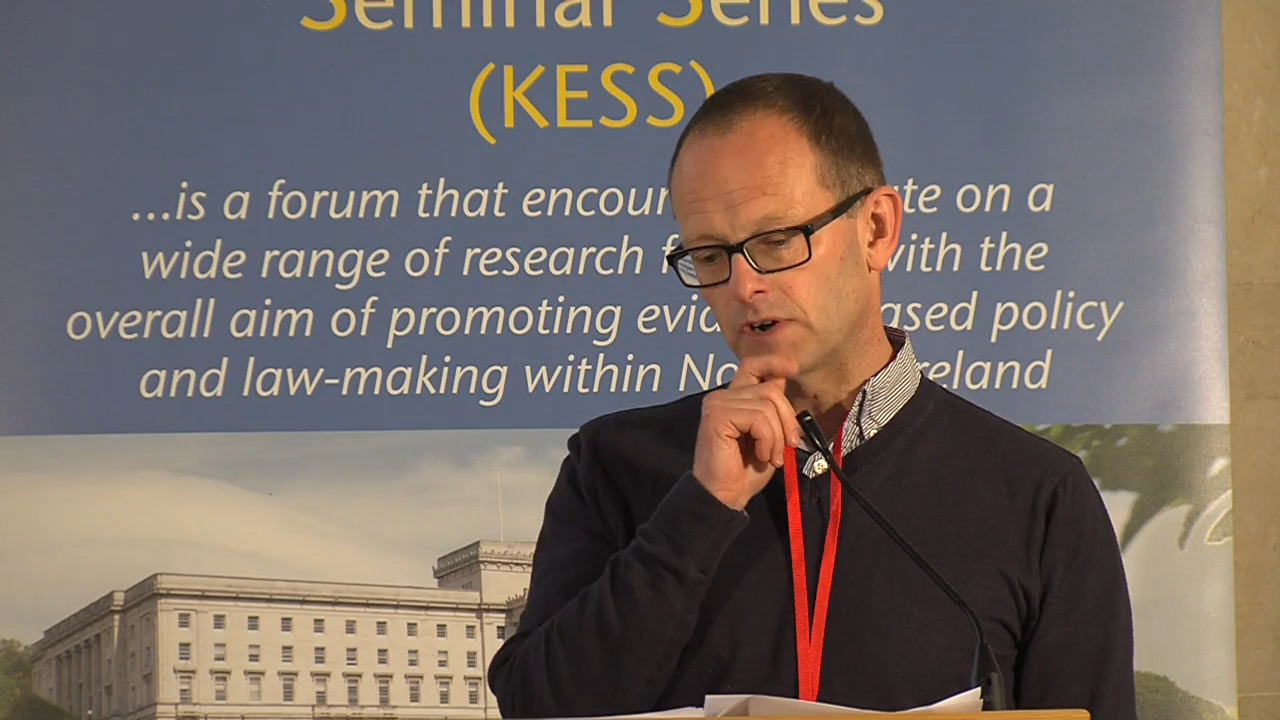 Seminar Series
(KESS)
...is a forum that encour te on a
wide range of research f with the
overall aim of promoting evid ased policy
and law-making within No reland